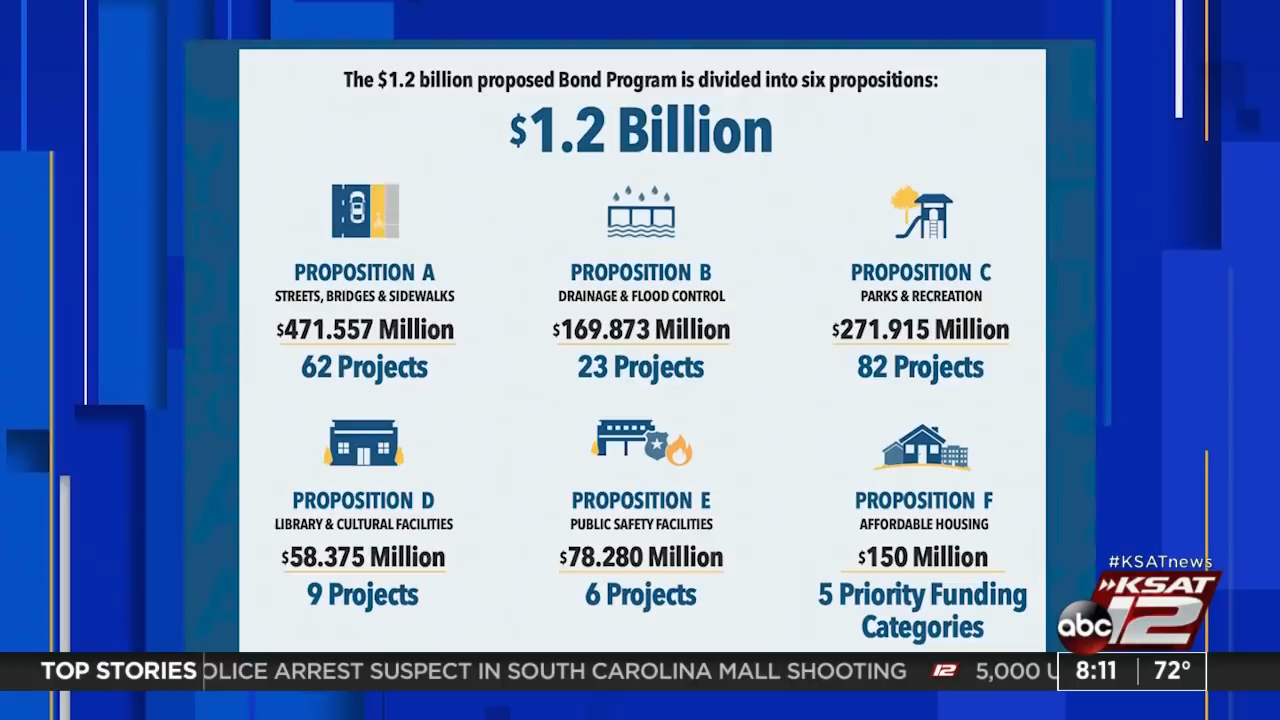 The $1.2 billion proposed Bond Program is divided into six propositions:
$1.2 Billion
PROPOSITION A
STREETS, BRIDGES & SIDEWALKS
$471.557 Million
62 Projects
PROPOSITION B
DRAINAGE & FLOOD CONTROL
$169.873 Million
23 Projects
PROPOSITION C
PARKS & RECREATION
$271.915 Million
82 Projects
PROPOSITION D
LIBRARY & CULTURAL FACILITIES
$58.375 Million
9 Projects
PROPOSITION E
PUBLIC SAFETY FACILITIES
$78.280 Million
6 Projects
PROPOSITION F
AFFORDABLE HOUSING
$150 Million
5 Priority Funding
Categories
#KSATnews
KSAT
abc 12
TOP STORIES OLICE ARREST SUSPECT IN SOUTH CAROLINA MALL SHOOTING 12 5,000 8:11 72°